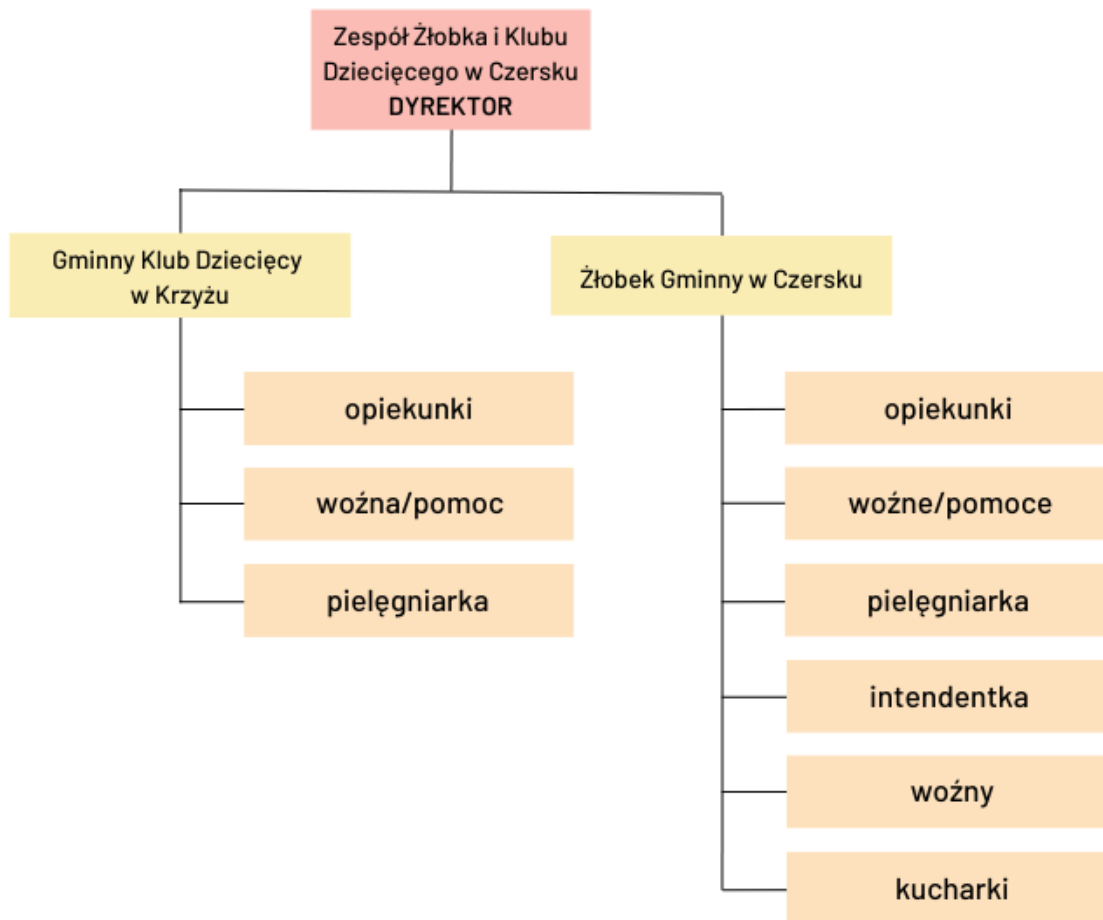 Zespół Żłobka i Klubu
Dziecięcego w Czersku
DYREKTOR
Gminny Klub Dziecięcy
w Krzyżu
opiekunki
woźna/pomoc
pielęgniarka
Żłobek Gminny w Czersku
opiekunki
woźne/pomoce
pielęgniarka
intendentka
woźny
kucharki